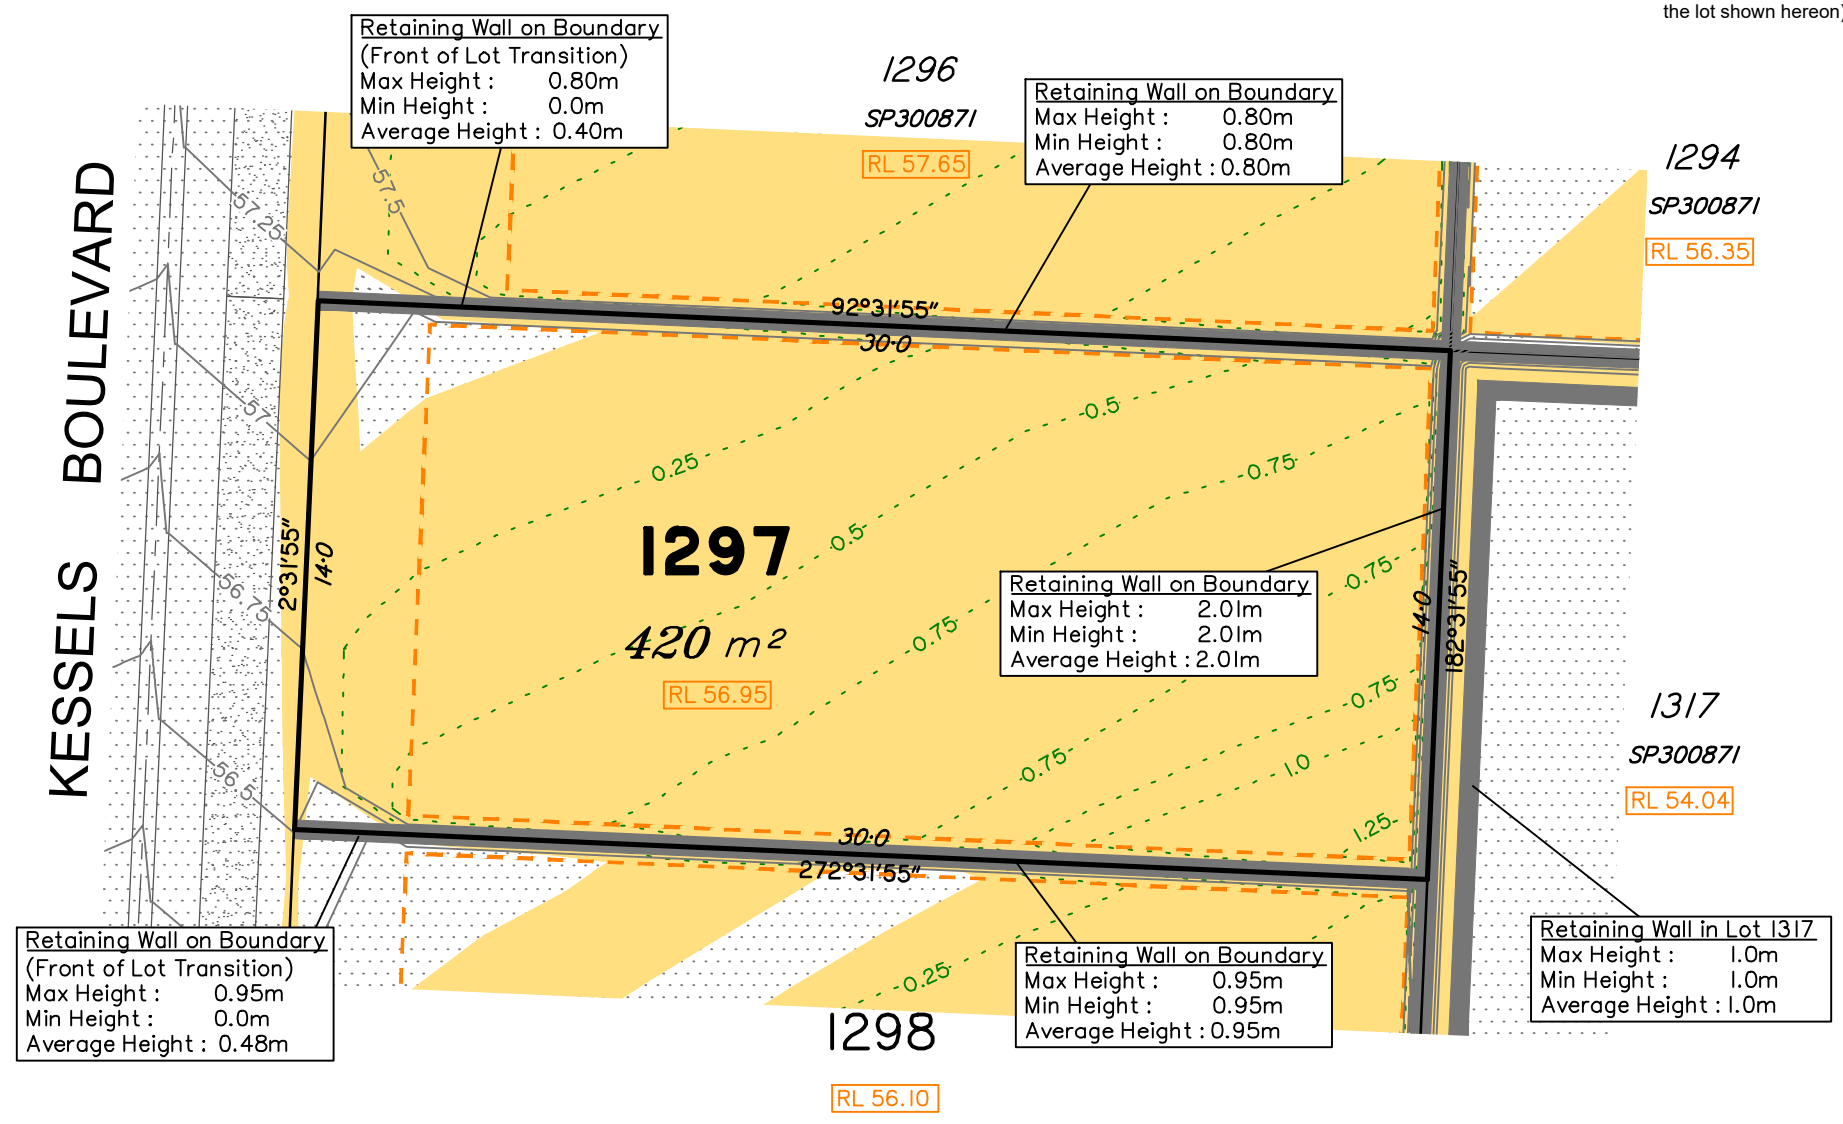 the lot shown hereon)
Retaining Wall on Boundary
(Front of Lot Transition)
Max Height : 0.80m
Min Height : 0.0m
Average Height : 0.40m
1296
SP300871
RL 57.65
Retaining Wall on Boundary
Max Height : 0.80m
Min Height : 0.80m
Average Height : 0.80m
1294
SP300871
RL 56.35
KESSELS BOULEVARD
57.25
57.5
57
56.75
56.5
92°31'55"
30·0
2°31'55"
14·0
0.25
0.5
0.5
0.75
0.75
0.75
0.75
0.75
1.0
1.25
1297
420 m²
RL 56.95
Retaining Wall on Boundary
Max Height : 2.01m
Min Height : 2.01m
Average Height : 2.01m
14·0
182°31'55"
1317
SP300871
RL 54.04
30·0
272°31'55"
Retaining Wall on Boundary
(Front of Lot Transition)
Max Height : 0.95m
Min Height : 0.0m
Average Height : 0.48m
0.25
Retaining Wall on Boundary
Max Height : 0.95m
Min Height : 0.95m
Average Height : 0.95m
Retaining Wall in Lot 1317
Max Height : 1.0m
Min Height : 1.0m
Average Height : 1.0m
1298
RL 56.10